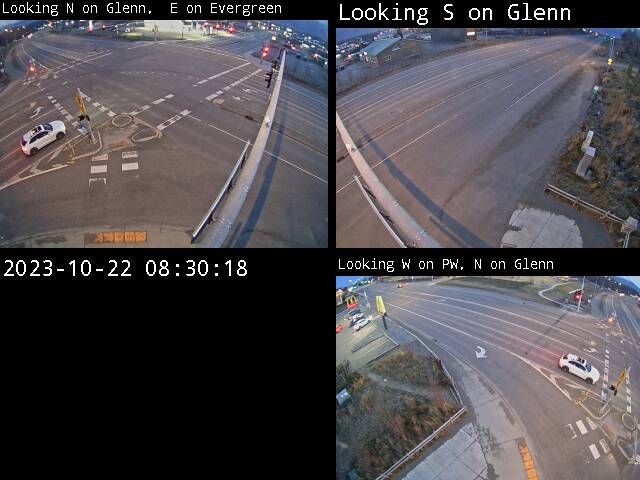 Looking N on Glenn,  E on Evergreen
Looking S on Glenn
2023-10-22 08:30:18
Looking W on PW, N on Glenn